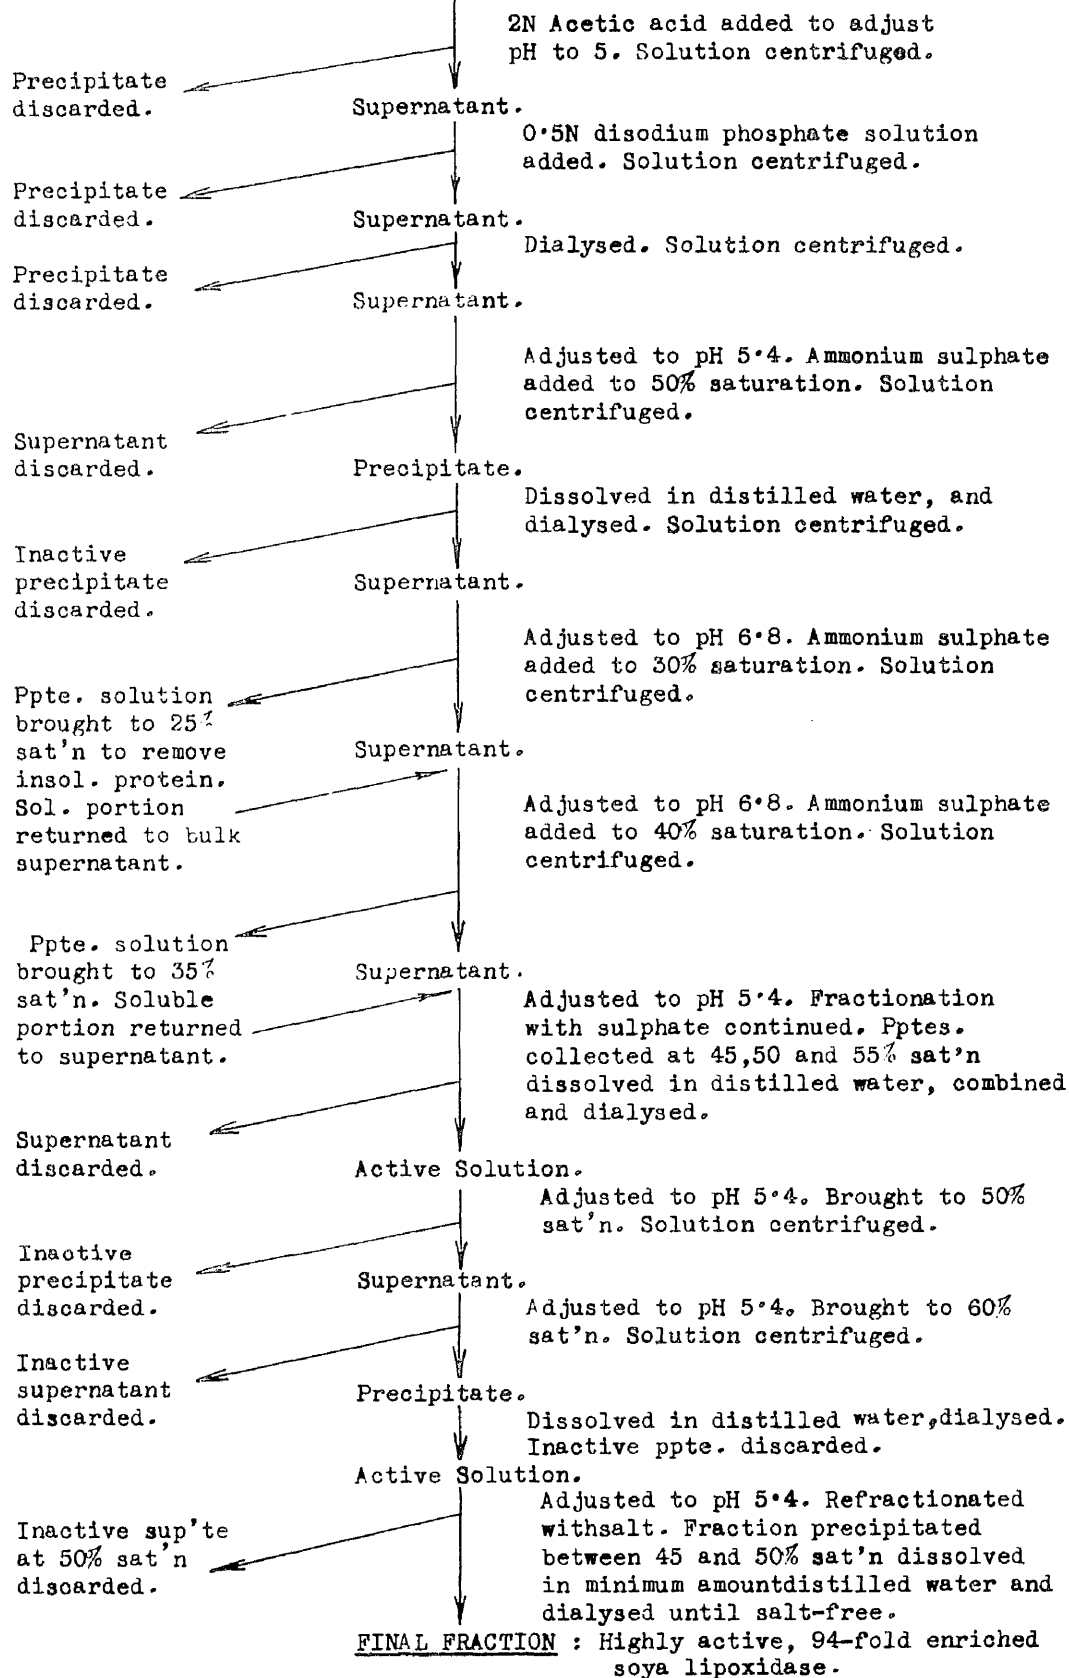 2N Acetic acid added to adjust
pH to 5. Solution centrifuged.
Precipitate
discarded.
Supernatant.
0·5N disodium phosphate solution
added. Solution centrifuged.
Precipitate
discarded.
Supernatant.
Dialysed. Solution centrifuged.
Precipitate
discarded.
Supernatant.
Adjusted to pH 5·4. Ammonium sulphate
added to 50% saturation. Solution
centrifuged.
Supernatant
discarded.
Precipitate.
Dissolved in distilled water, and
dialysed. Solution centrifuged.
Inactive
precipitate
discarded.
Supernatant.
Adjusted to pH 6·8. Ammonium sulphate
added to 30% saturation. Solution
centrifuged.
Ppte. solution
brought to 25%
sat'n to remove
insol. protein.
Sol. portion
returned to bulk
supernatant.
Supernatant.
Adjusted to pH 6·8. Ammonium sulphate
added to 40% saturation. Solution
centrifuged.
Ppte. solution
brought to 35%
sat'n. Soluble
portion returned
to supernatant.
Supernatant.
Adjusted to pH 5·4. Fractionation
with sulphate continued. Pptes.
collected at 45,50 and 55% sat'n
dissolved in distilled water, combined
and dialysed.
Supernatant
discarded.
Active Solution.
Adjusted to pH 5·4. Brought to 50%
sat'n. Solution centrifuged.
Inactive
precipitate
discarded.
Supernatant.
Adjusted to pH 5·4. Brought to 60%
sat'n. Solution centrifuged.
Inactive
supernatant
discarded.
Precipitate.
Dissolved in distilled water,dialysed.
Inactive ppte. discarded.
Active Solution.
Adjusted to pH 5·4. Refractionated
withsalt. Fraction precipitated
between 45 and 50% sat'n dissolved
in minimum amountdistilled water and
dialysed until salt-free.
Inactive sup'te
at 50% sat'n
discarded.
FINAL FRACTION : Highly active, 94-fold enriched
soya lipoxidase.